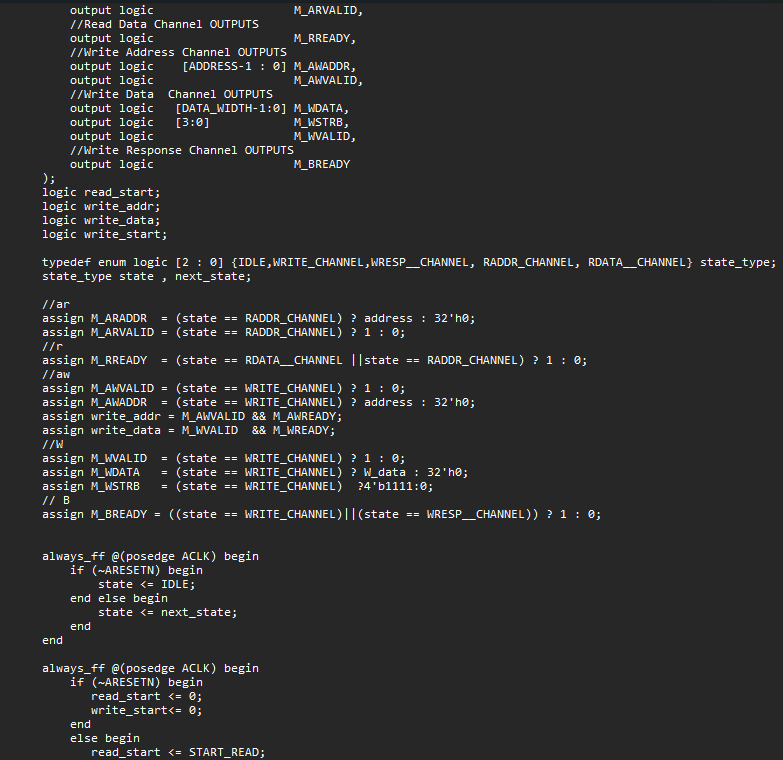 output logic                    M_ARVALID,
//Read Data Channel OUTPUTS
output logic                    M_RREADY,
//Write Address Channel OUTPUTS
output logic    [ADDRESS-1 : 0] M_AWADDR,
output logic                    M_AWVALID,
//Write Data  Channel OUTPUTS
output logic   [DATA_WIDTH-1:0] M_WDATA,
output logic   [3:0]            M_WSTRB,
output logic                    M_WVALID,
//Write Response Channel OUTPUTS
output logic                    M_BREADY
);
logic read_start;
logic write_addr;
logic write_data;
logic write_start;
typedef enum logic [2 : 0] {IDLE,WRITE_CHANNEL,WRESP__CHANNEL, RADDR_CHANNEL, RDATA__CHANNEL} state_type;
state_type state , next_state;
//ar
assign M_ARADDR  = (state == RADDR_CHANNEL) ? address : 32'h0;
assign M_ARVALID = (state == RADDR_CHANNEL) ? 1 : 0;
//r
assign M_RREADY  = (state == RDATA__CHANNEL ||state == RADDR_CHANNEL) ? 1 : 0;
//aw
assign M_AWVALID = (state == WRITE_CHANNEL) ? 1 : 0;
assign M_AWADDR  = (state == WRITE_CHANNEL) ? address : 32'h0;
assign write_addr = M_AWVALID && M_AWREADY;
assign write_data = M_WVALID  && M_WREADY;
//W
assign M_WVALID  = (state == WRITE_CHANNEL) ? 1 : 0;
assign M_WDATA   = (state == WRITE_CHANNEL) ? W_data : 32'h0;
assign M_WSTRB   = (state == WRITE_CHANNEL)  ?4'b1111:0;
// B
assign M_BREADY = ((state == WRITE_CHANNEL)||(state == WRESP__CHANNEL)) ? 1 : 0;
always_ff @(posedge ACLK) begin
if (~ARESETN) begin
state <= IDLE;
end else begin
state <= next_state;
end
end
always_ff @(posedge ACLK) begin
if (~ARESETN) begin
read_start <= 0;
write_start<= 0;
end
else begin
read_start <= START_READ;